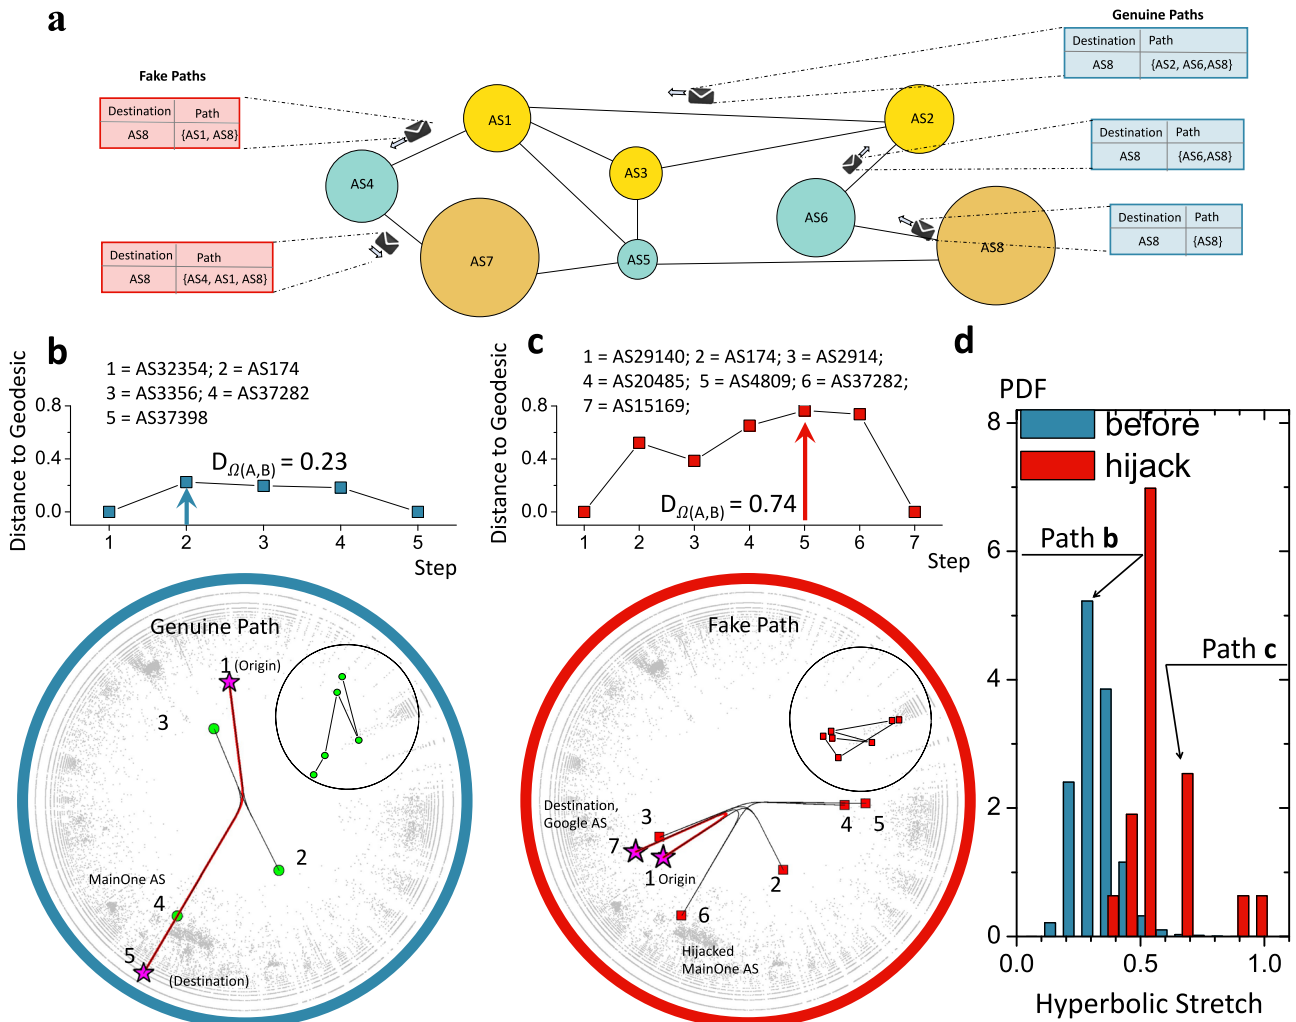 a
Genuine Paths
Destination Path
AS8 {AS2, AS6,AS8}
Fake Paths
Destination Path
AS8 {AS1, AS8}
AS1
AS2
Destination Path
AS8 {AS6,AS8}
AS3
AS4
AS6
Destination Path
AS8 {AS8}
Destination Path
AS8 {AS4, AS1, AS8}
AS7
AS5
AS8
b
1 = AS32354; 2 = AS174
3 = AS3356; 4 = AS37282
5 = AS37398
Distance to Geodesic
0.8
0.4
0.0
DΩ(A,B) = 0.23
1 2 3 4 5
Step
c
1 = AS29140; 2 = AS174; 3 = AS2914;
4 = AS20485; 5 = AS4809; 6 = AS37282;
7 = AS15169;
Distance to Geodesic
0.8
0.4
0.0
DΩ(A,B) = 0.74
1 2 3 4 5 6 7
Step
Genuine Path
1 (Origin)
3
2
MainOne AS
4
5
(Destination)
Fake Path
Destination,
Google AS
3
4 5
7
1 Origin
2
6
Hijacked
MainOne AS
d
PDF
8
6
4
2
0
before
hijack
Path b
Path c
0.0 0.5 1.0
Hyperbolic Stretch